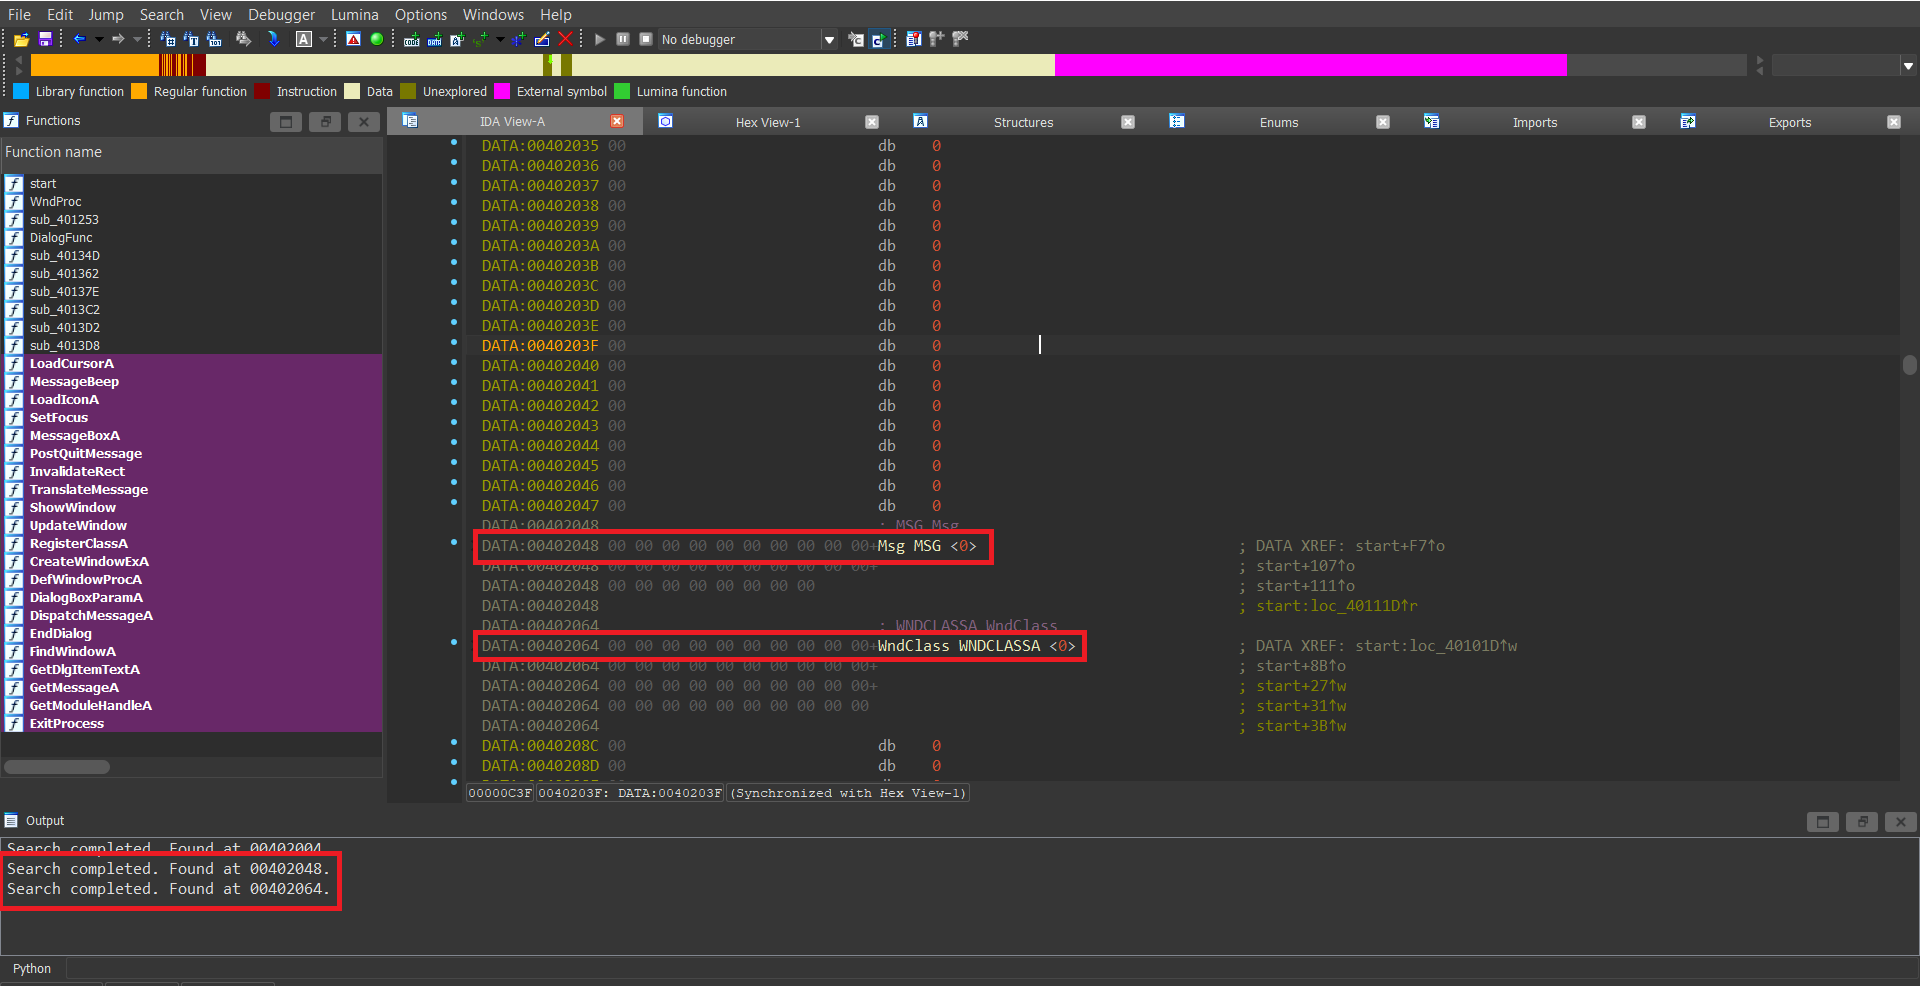 File Edit Jump Search View Debugger Lumina Options Windows Help
No debugger
Library function Regular function Instruction Data Unexplored External symbol Lumina function
Functions
Function name
start
WndProc
sub_401253
DialogFunc
sub_40134D
sub_401362
sub_40137E
sub_4013C2
sub_4013D2
sub_4013D8
LoadCursorA
MessageBeep
LoadIconA
SetFocus
MessageBoxA
PostQuitMessage
InvalidateRect
TranslateMessage
ShowWindow
UpdateWindow
RegisterClassA
CreateWindowExA
DefWindowProcA
DialogBoxParamA
DispatchMessageA
EndDialog
FindWindowA
GetDlgItemTextA
GetMessageA
GetModuleHandleA
ExitProcess
IDA View-A Hex View-1 Structures Enums Imports Exports
DATA:00402035 00 db 0
DATA:00402036 00 db 0
DATA:00402037 00 db 0
DATA:00402038 00 db 0
DATA:00402039 00 db 0
DATA:0040203A 00 db 0
DATA:0040203B 00 db 0
DATA:0040203C 00 db 0
DATA:0040203D 00 db 0
DATA:0040203E 00 db 0
DATA:0040203F 00 db 0
DATA:00402040 00 db 0
DATA:00402041 00 db 0
DATA:00402042 00 db 0
DATA:00402043 00 db 0
DATA:00402044 00 db 0
DATA:00402045 00 db 0
DATA:00402046 00 db 0
DATA:00402047 00 db 0
DATA:00402048 ; MSG Msg
DATA:00402048 00 00 00 00 00 00 00 00 00 00+Msg MSG <0> ; DATA XREF: start+F7↑o
DATA:00402048 00 00 00 00 00 00 00 00 00 00+ ; start+107↑o
DATA:00402048 00 00 00 00 00 00 00 00 ; start+111↑o
DATA:00402048 ; start:loc_40111D↑r
DATA:00402064 ; WNDCLASSA WndClass
DATA:00402064 00 00 00 00 00 00 00 00 00 00+WndClass WNDCLASSA <0> ; DATA XREF: start:loc_40101D↑w
DATA:00402064 00 00 00 00 00 00 00 00 00 00+ ; start+8B↑o
DATA:00402064 00 00 00 00 00 00 00 00 00 00+ ; start+27↑w
DATA:00402064 00 00 00 00 00 00 00 00 00 00 ; start+31↑w
DATA:00402064 ; start+3B↑w
DATA:0040208C 00 db 0
DATA:0040208D 00 db 0
00000C3F 0040203F: DATA:0040203F (Synchronized with Hex View-1)
Output
Search completed. Found at 00402004.
Search completed. Found at 00402048.
Search completed. Found at 00402064.
Python